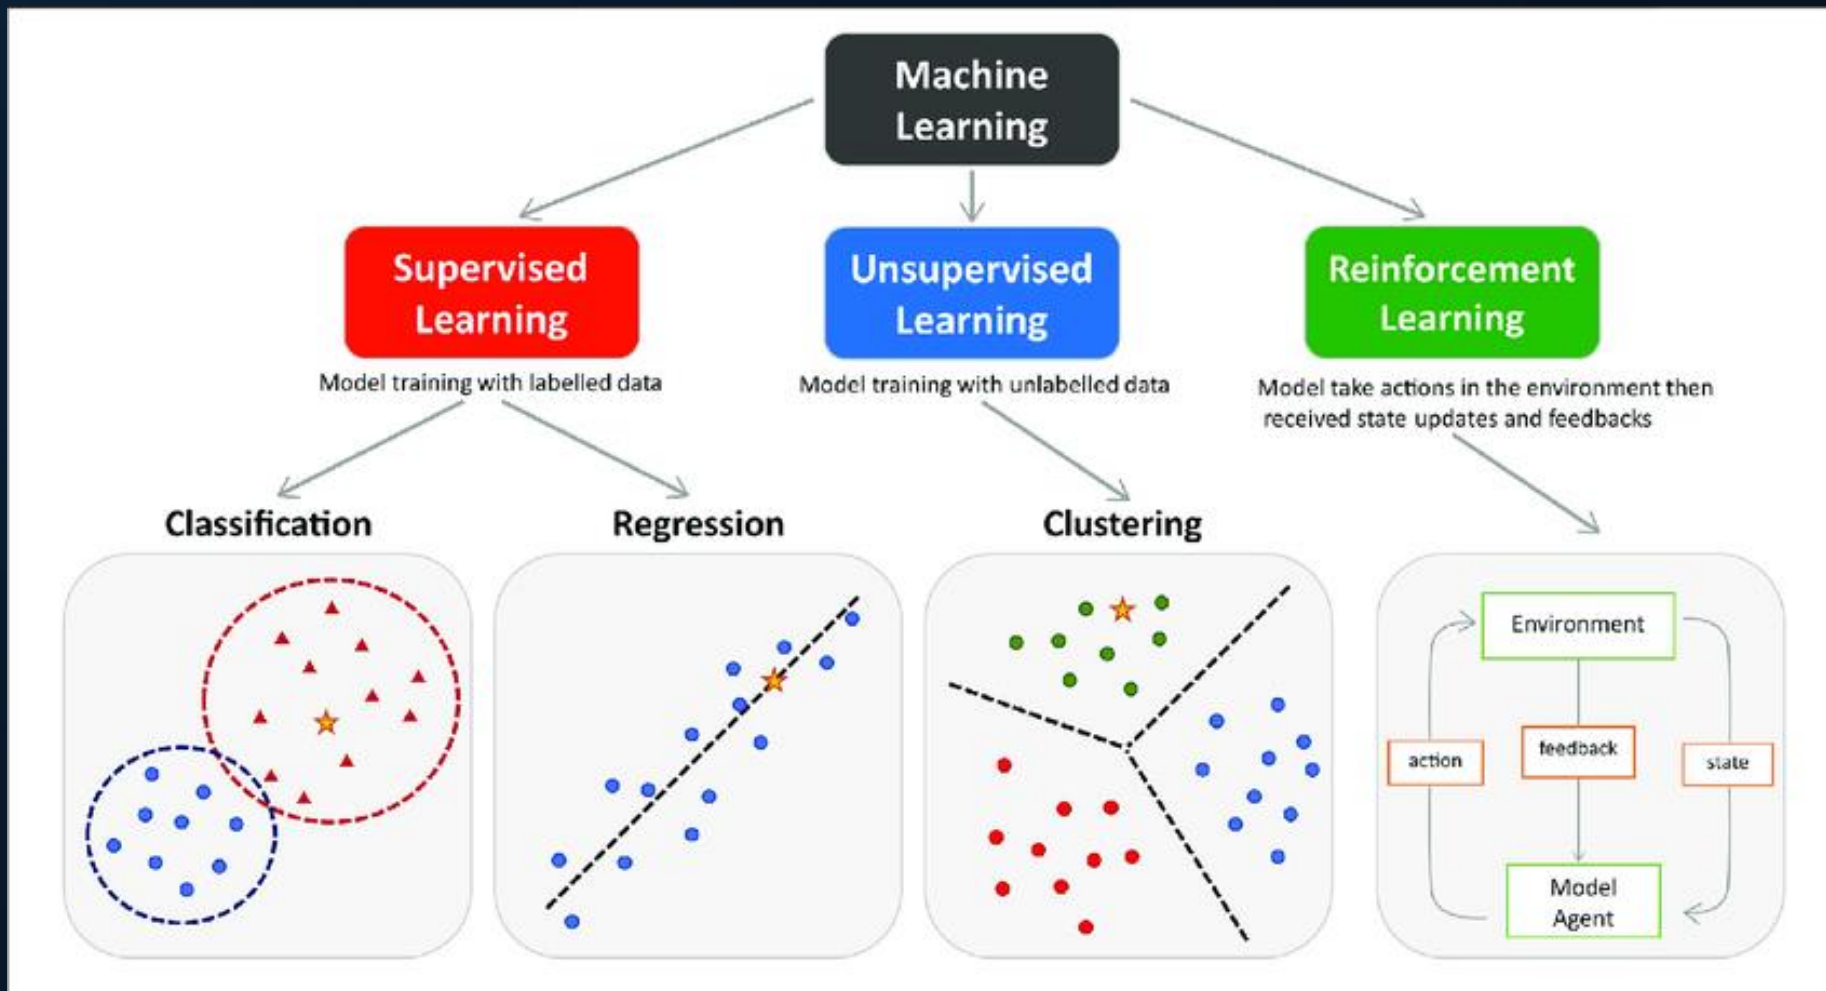 Machine
Learning
Supervised
Learning
Unsupervised
Learning
Reinforcement
Learning
Model training with labelled data
Model training with unlabelled data
Model take actions in the environment then
received state updates and feedbacks
Classification
Regression
Clustering
Environment
action
feedback
state
Model
Agent